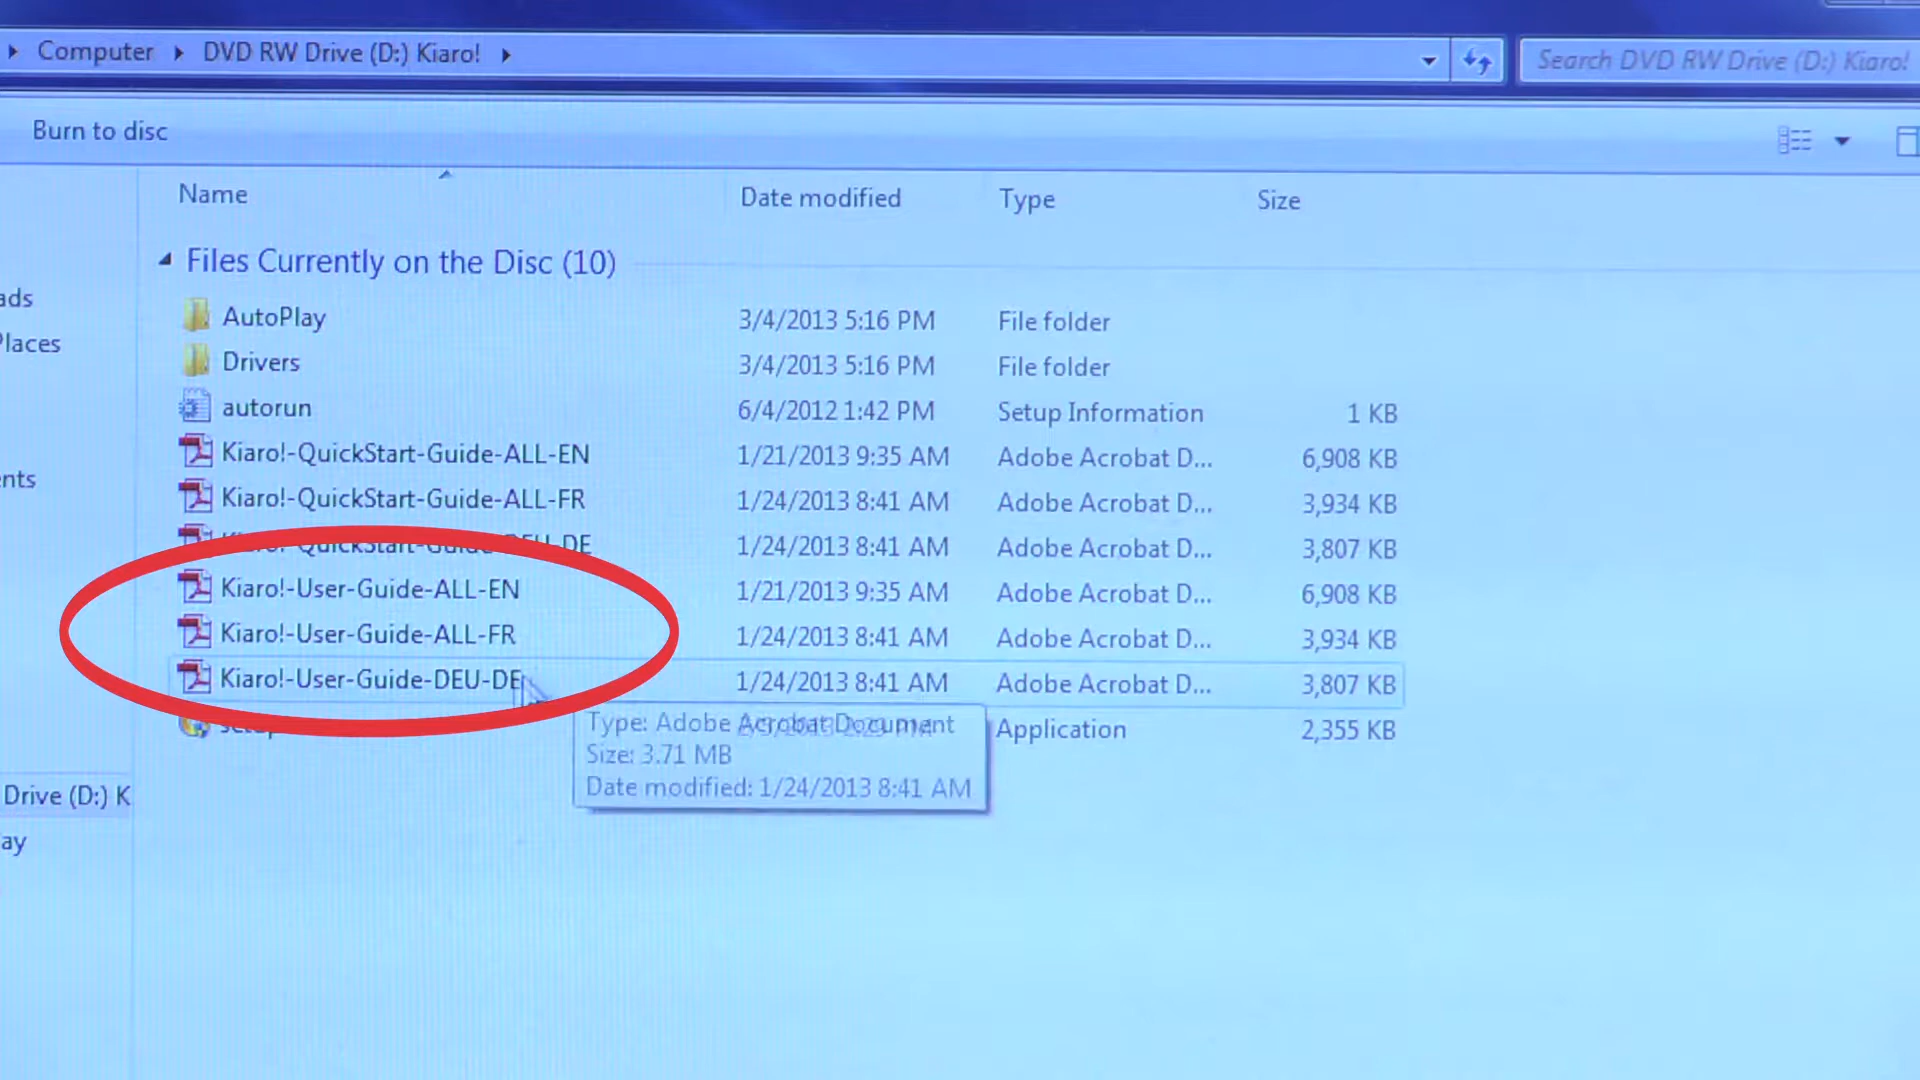 Computer DVD RW Drive (D:) Kiaro!
Search DVD RW Drive (D:) Kiaro!
Burn to disc
Name Date modified Type Size
Files Currently on the Disc (10)
AutoPlay 3/4/2013 5:16 PM File folder
Drivers 3/4/2013 5:16 PM File folder
autorun 6/4/2012 1:42 PM Setup Information 1 KB
Kiaro!-QuickStart-Guide-ALL-EN 1/21/2013 9:35 AM Adobe Acrobat D... 6,908 KB
Kiaro!-QuickStart-Guide-ALL-FR 1/24/2013 8:41 AM Adobe Acrobat D... 3,934 KB
Kiaro!-QuickStart-Guide-DEU-DE 1/24/2013 8:41 AM Adobe Acrobat D... 3,807 KB
Kiaro!-User-Guide-ALL-EN 1/21/2013 9:35 AM Adobe Acrobat D... 6,908 KB
Kiaro!-User-Guide-ALL-FR 1/24/2013 8:41 AM Adobe Acrobat D... 3,934 KB
Kiaro!-User-Guide-DEU-DE 1/24/2013 8:41 AM Adobe Acrobat D... 3,807 KB
setup Application 2,355 KB
Type: Adobe Acrobat Document
Size: 3.71 MB
Date modified: 1/24/2013 8:41 AM
ads
Places
nts
Drive (D:) K
ay